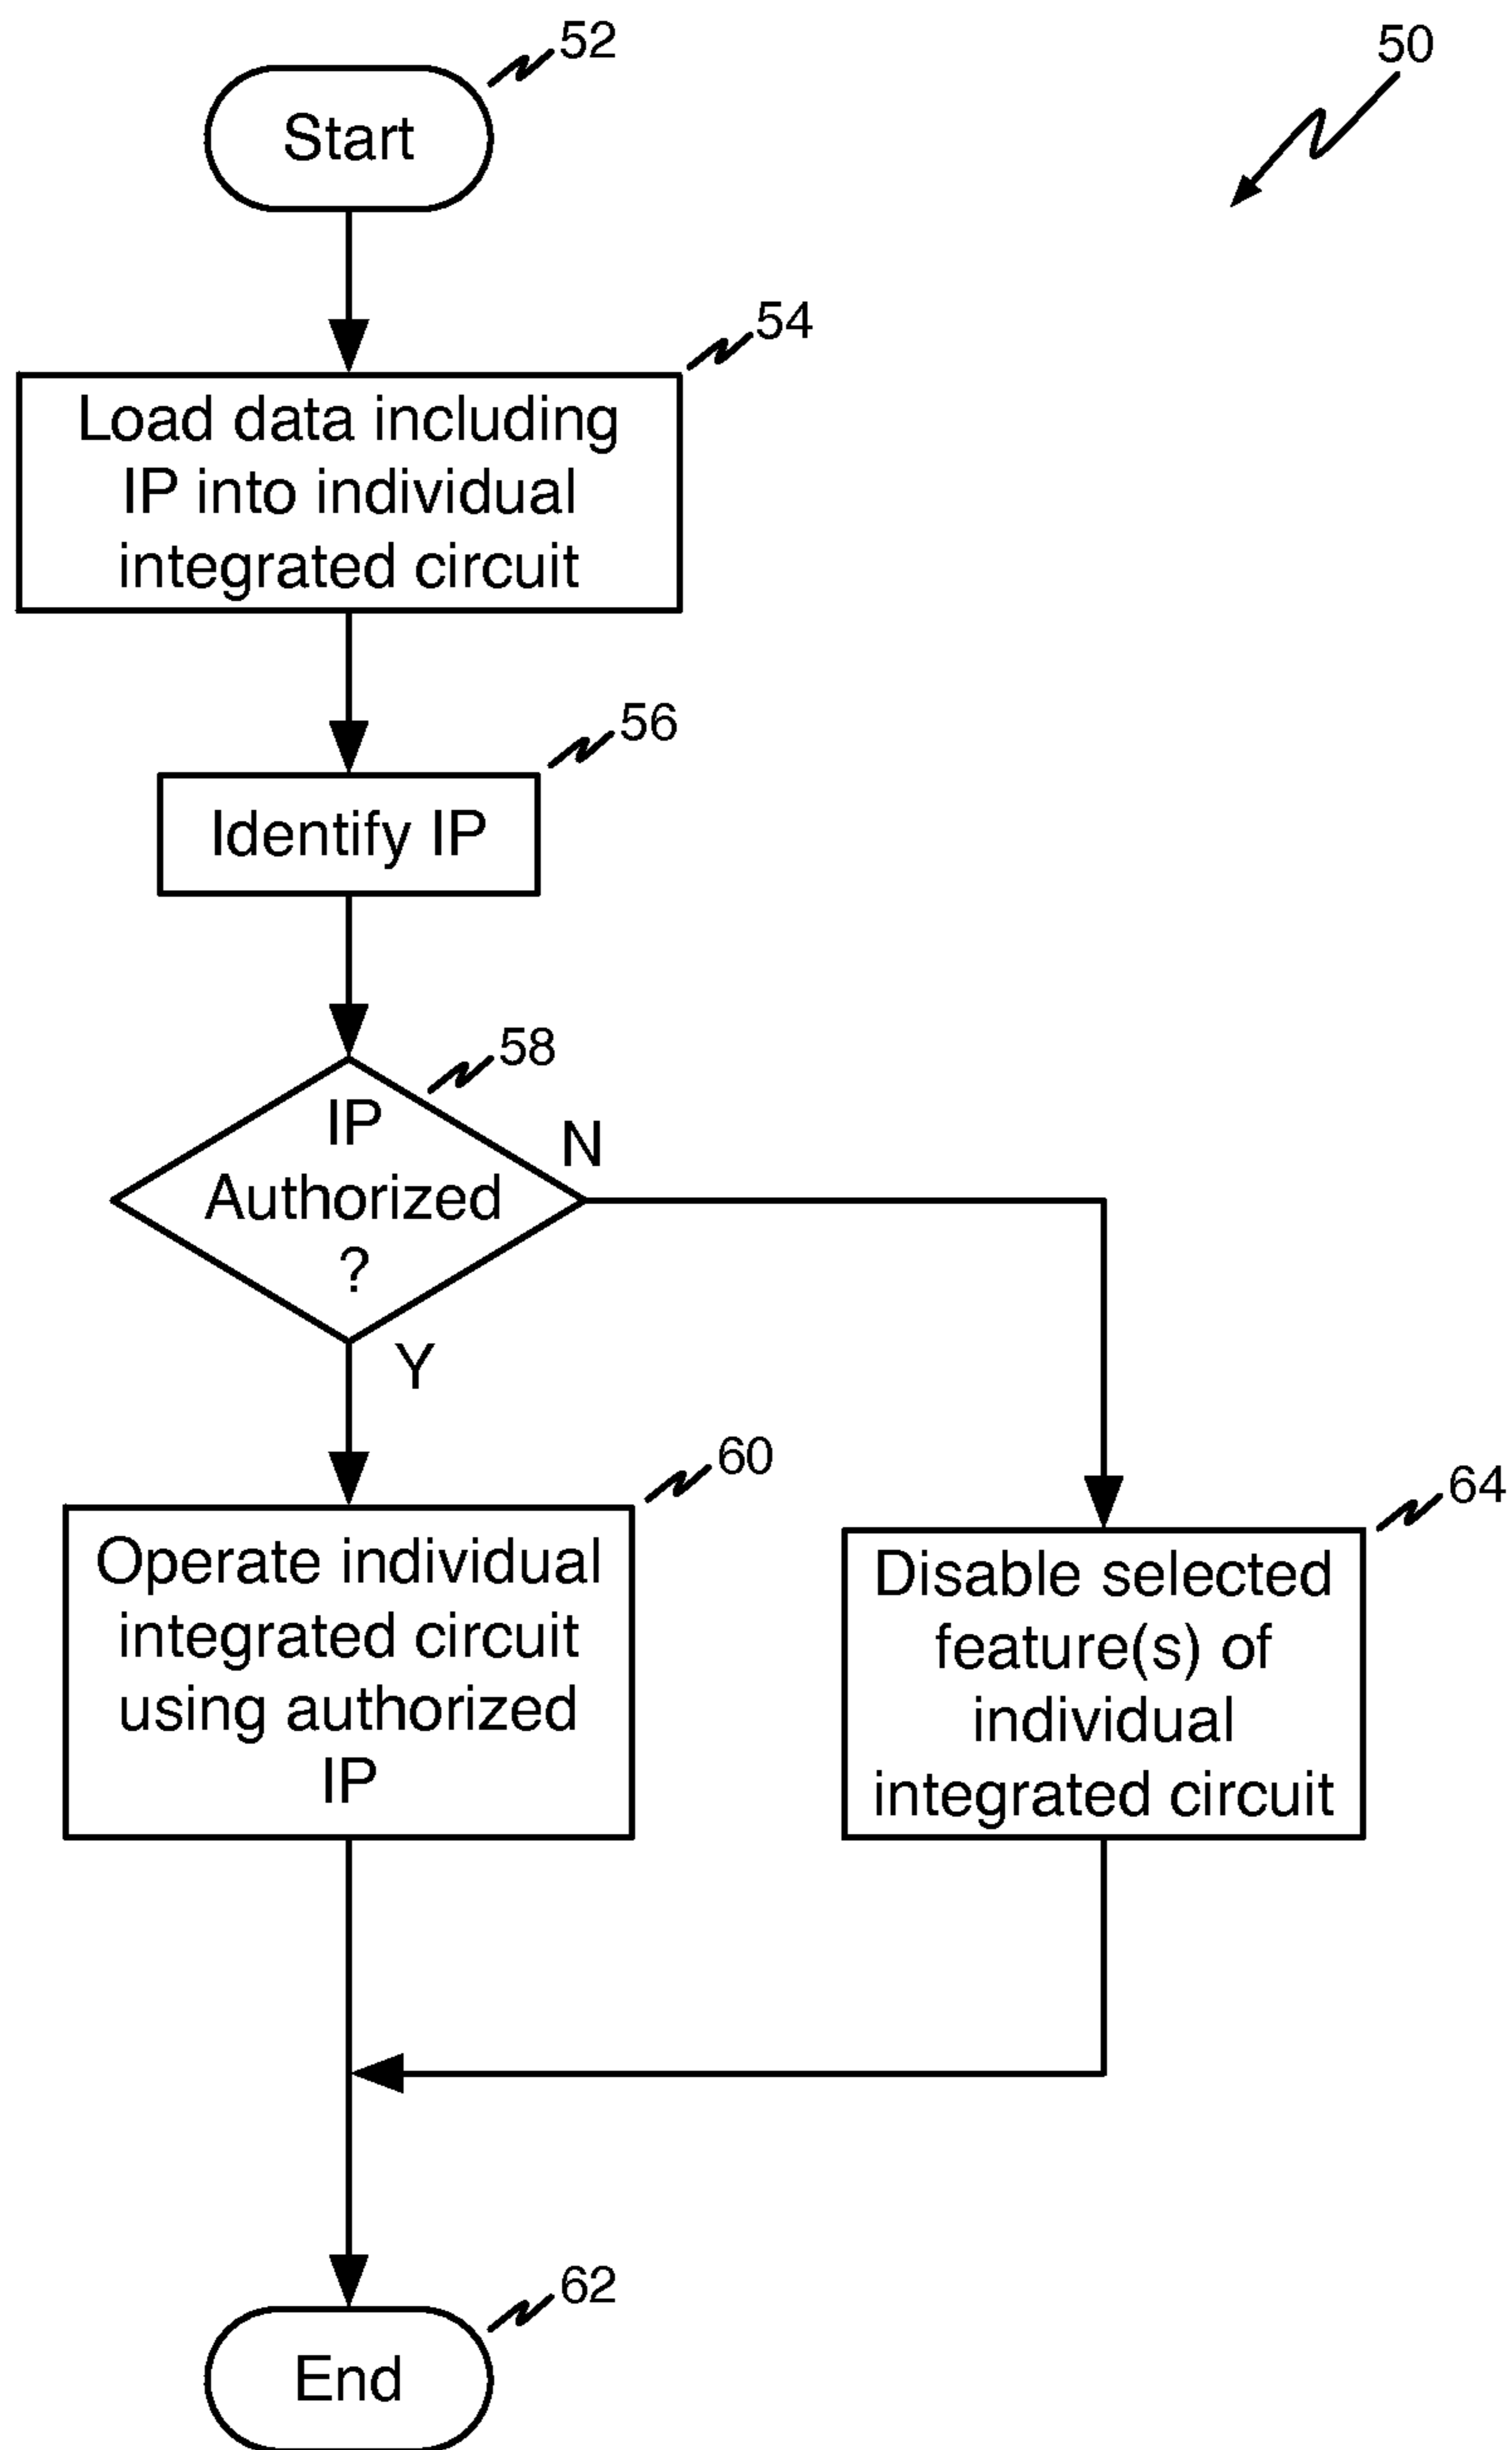 52
50
Start
54
Load data including
IP into individual
integrated circuit
56
Identify IP
58
IP
Authorized
?
N
Y
60
Operate individual
integrated circuit
using authorized
IP
64
Disable selected
feature(s) of
individual
integrated circuit
62
End